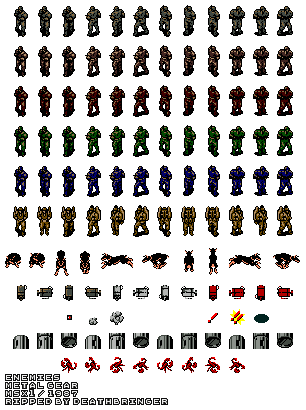 ENEMIES
METAL GEAR
MSX1 / 1987
RIPPED BY DEATHBRINGER